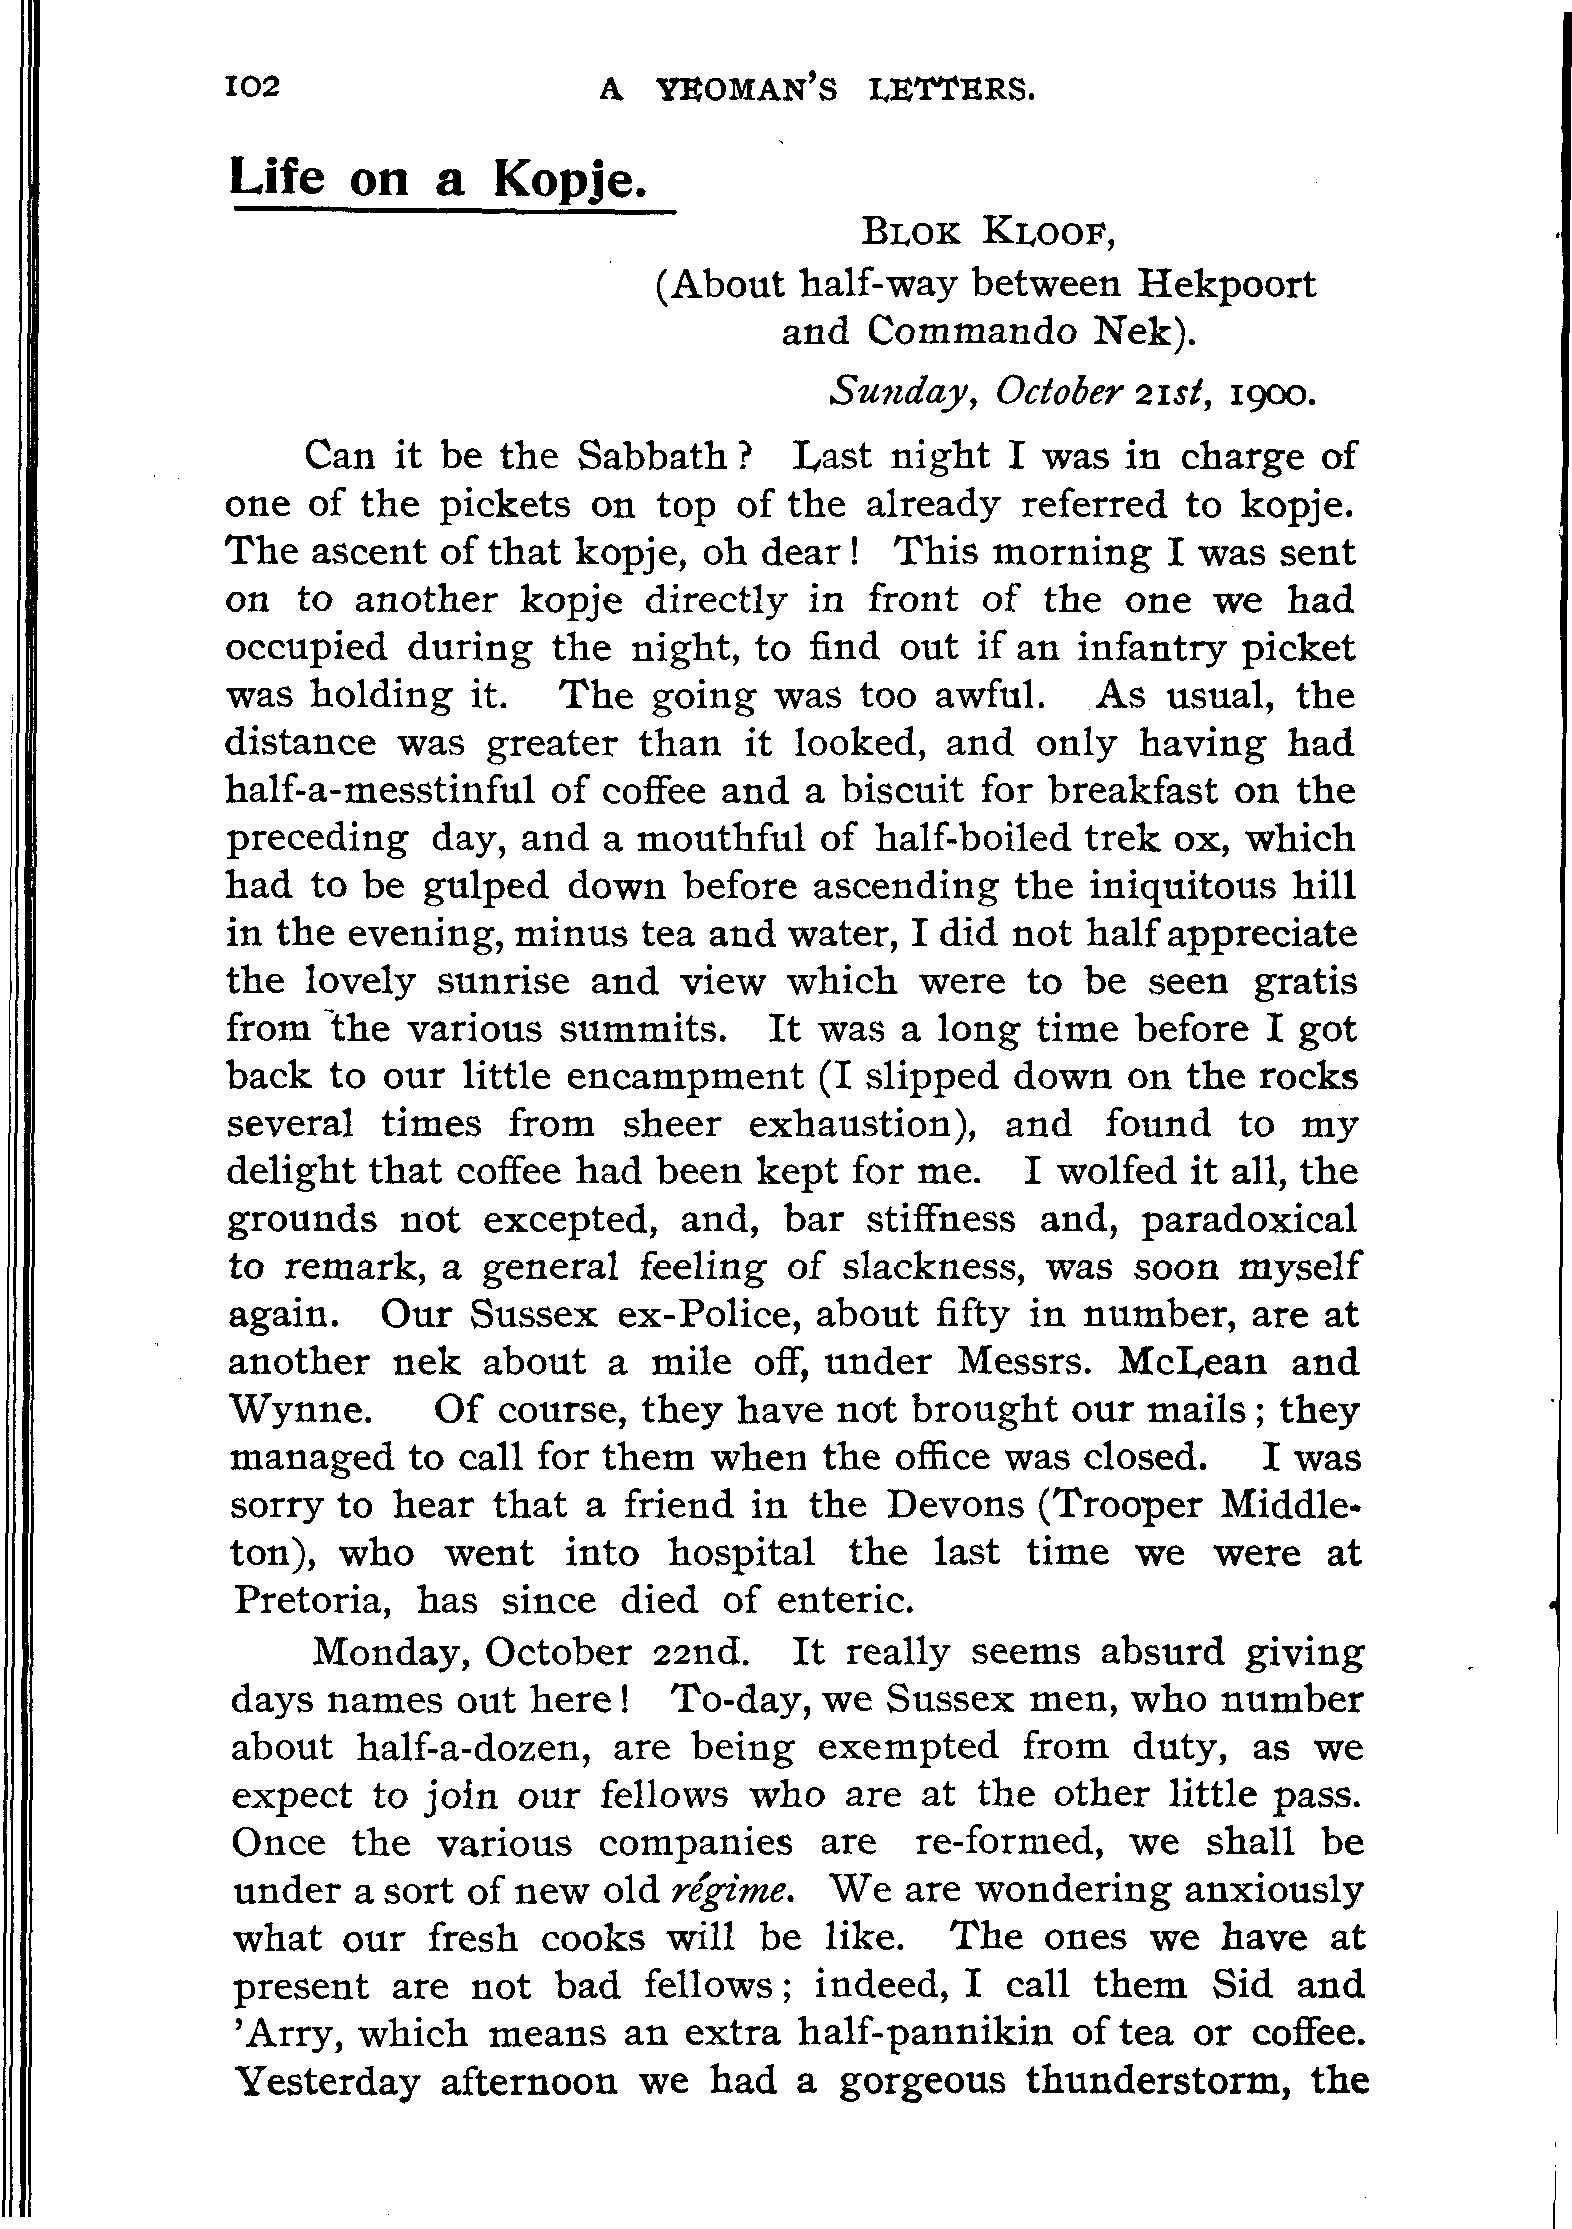 102 A YEOMAN'S LETTERS.
Life on a Kopje.
BLOK KLOOF,
(About half-way between Hekpoort
and Commando Nek).
Sunday, October 21st, 1900.
Can it be the Sabbath? Last night I was in charge of
one of the pickets on top of the already referred to kopje.
The ascent of that kopje, oh dear! This morning I was sent
on to another kopje directly in front of the one we had
occupied during the night, to find out if an infantry picket
was holding it. The going was too awful. As usual, the
distance was greater than it looked, and only having had
half-a-messtinful of coffee and a biscuit for breakfast on the
preceding day, and a mouthful of half-boiled trek ox, which
had to be gulped down before ascending the iniquitous hill
in the evening, minus tea and water, I did not half appreciate
the lovely sunrise and view which were to be seen gratis
from the various summits. It was a long time before I got
back to our little encampment (I slipped down on the rocks
several times from sheer exhaustion), and found to my
delight that coffee had been kept for me. I wolfed it all, the
grounds not excepted, and, bar stiffness and, paradoxical
to remark, a general feeling of slackness, was soon myself
again. Our Sussex ex-Police, about fifty in number, are at
another nek about a mile off, under Messrs. McLean and
Wynne. Of course, they have not brought our mails; they
managed to call for them when the office was closed. I was
sorry to hear that a friend in the Devons (Trooper Middle-
ton), who went into hospital the last time we were at
Pretoria, has since died of enteric.
Monday, October 22nd. It really seems absurd giving
days names out here! To-day, we Sussex men, who number
about half-a-dozen, are being exempted from duty, as we
expect to join our fellows who are at the other little pass.
Once the various companies are re-formed, we shall be
under a sort of new old régime. We are wondering anxiously
what our fresh cooks will be like. The ones we have at
present are not bad fellows; indeed, I call them Sid and
'Arry, which means an extra half-pannikin of tea or coffee.
Yesterday afternoon we had a gorgeous thunderstorm, the